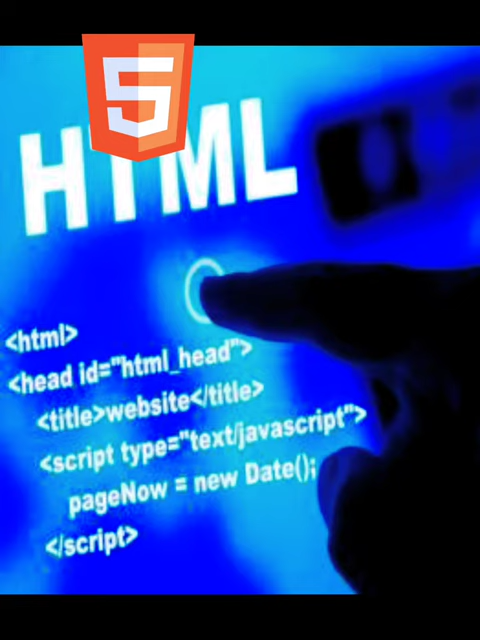 5
HTML
<html>
<head id="html_head">
<title>website</title>
<script type="text/javascript">
pageNow = new Date();
</script>